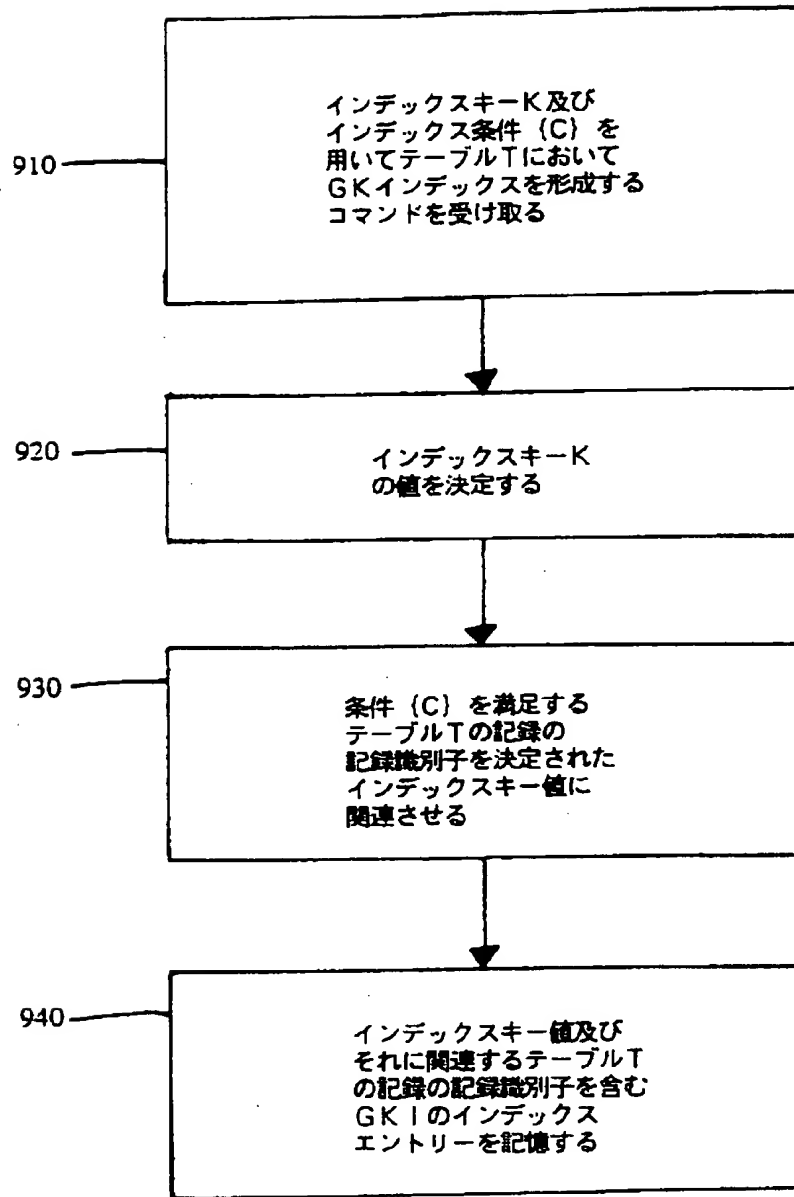 910
インデックスキーK及び
インデックス条件 {C} を
用いてテーブルTにおいて
GKインデックスを形成する
コマンドを受け取る
920
インデックスキーK
の値を決定する
930
条件 {C} を満足する
テーブルTの記録の
記録識別子を決定された
インデックスキー値に
関連させる
940
インデックスキー値及び
それに関連するテーブルT
の記録の記録識別子を含む
GKIのインデックス
エントリーを記憶する